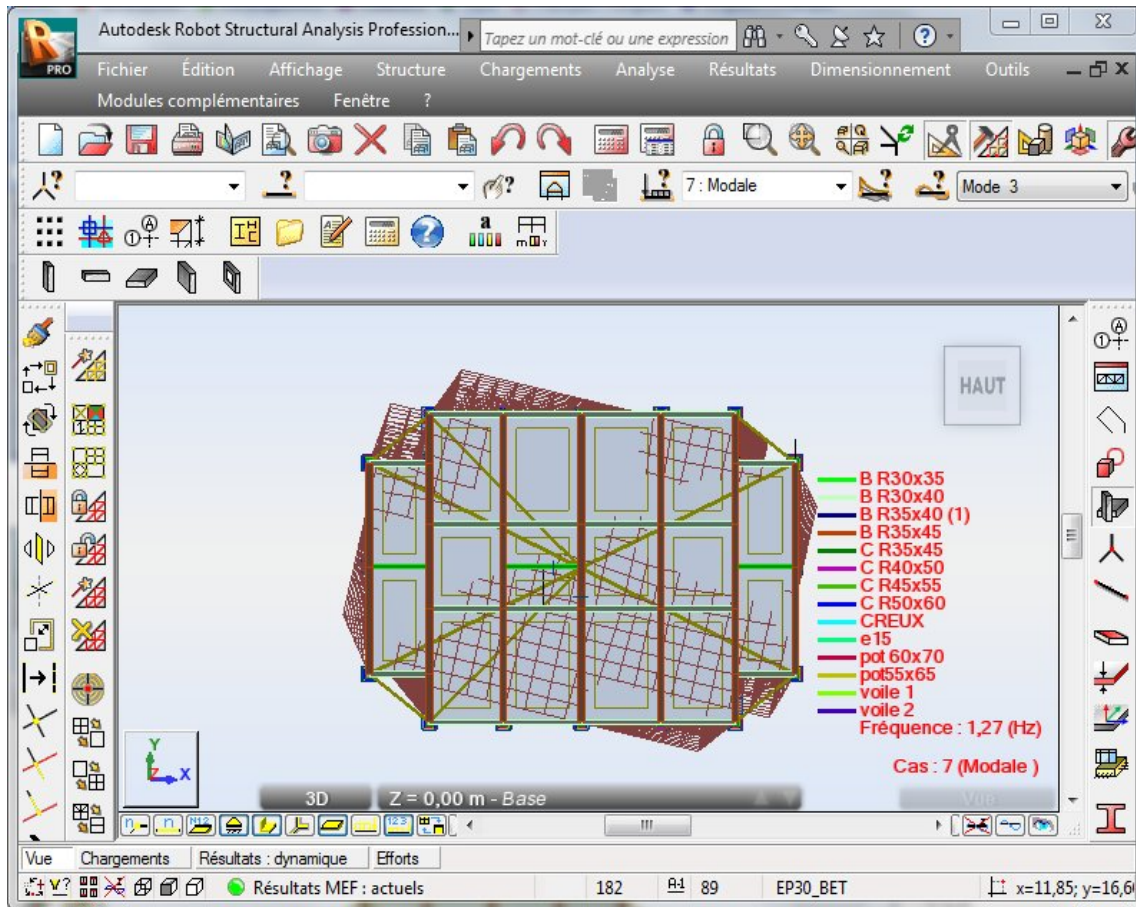 Autodesk Robot Structural Analysis Profession... Tapez un mot-clé ou une expression
PRO
Fichier Édition Affichage Structure Chargements Analyse Résultats Dimensionnement Outils
Modules complémentaires Fenêtre ?
7 : Modale Mode 3
HAUT
B R30x35
B R30x40
B R35x40 (1)
B R35x45
C R35x45
C R40x50
C R45x55
C R50x60
CREUX
e15
pot 60x70
pot55x65
voile 1
voile 2
Fréquence : 1,27 (Hz)
Cas : 7 (Modale )
Y
Z X
3D Z = 0,00 m - Base Vue
Vue Chargements Résultats : dynamique Efforts
Résultats MEF : actuels 182 89 EP30_BET x=11,85; y=16,6